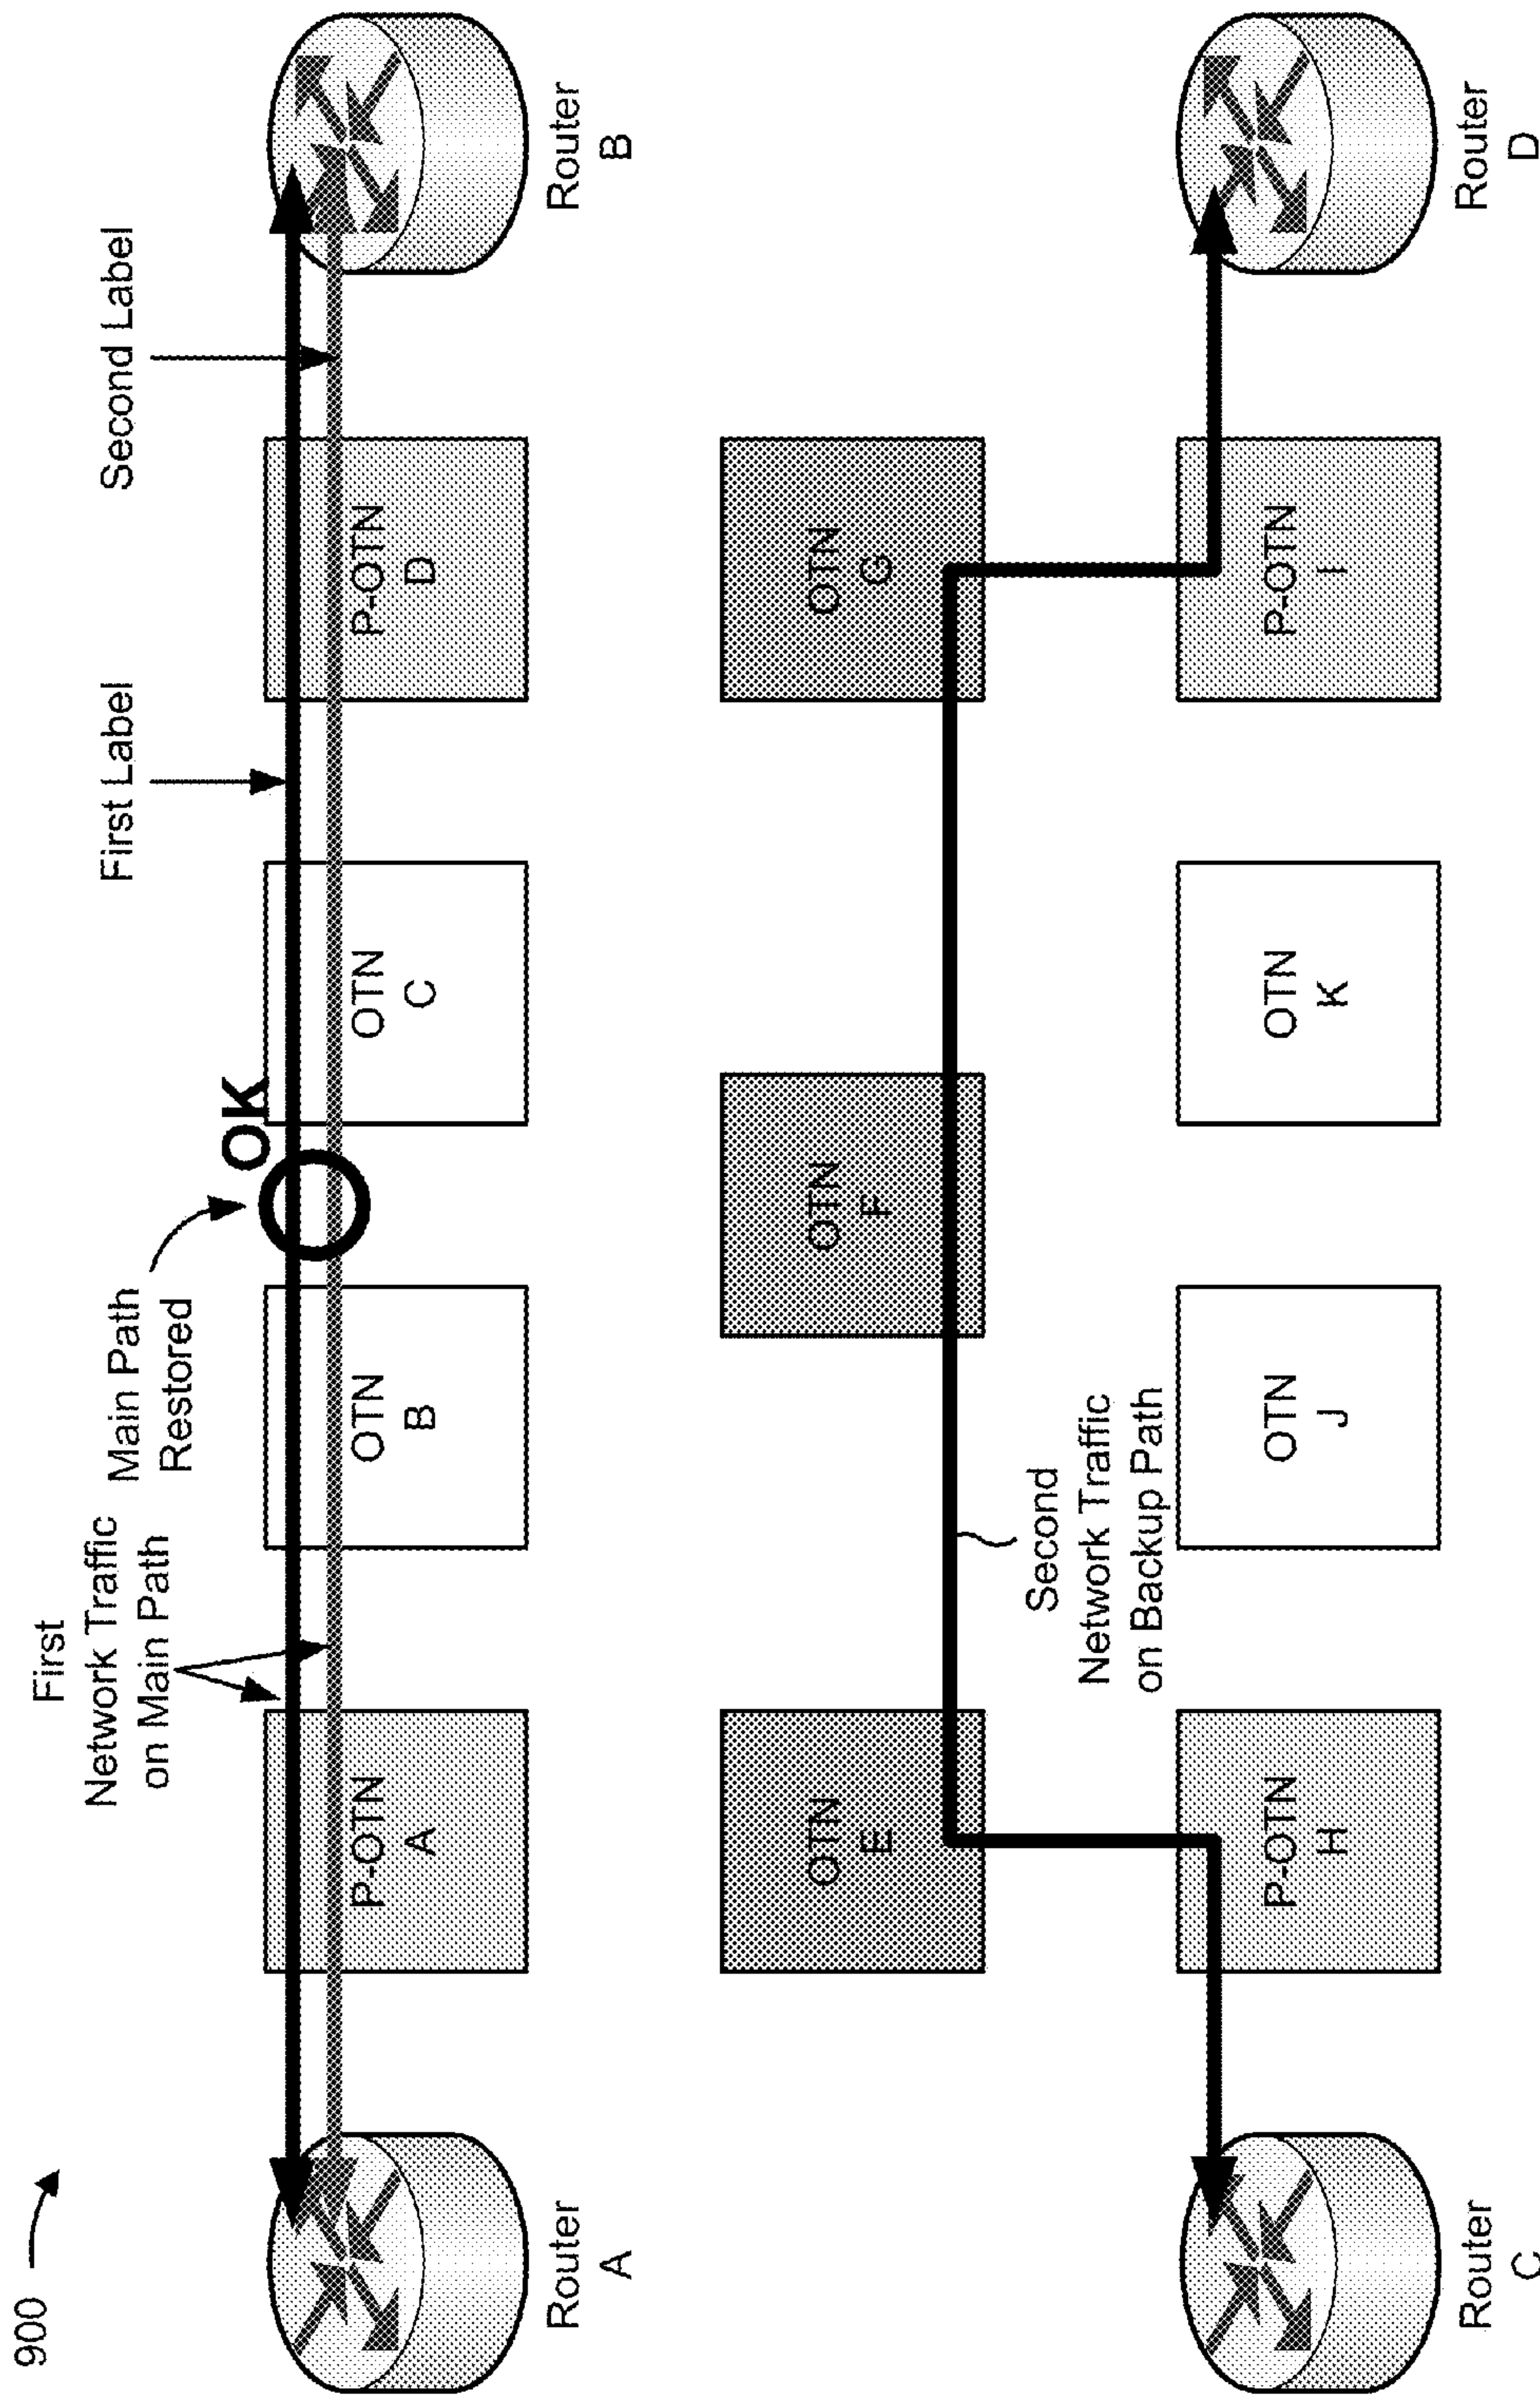 900
First
Network Traffic
on Main Path
Main Path
Restored
OK
First Label
Second Label
Router
A
P-OTN
A
OTN
B
OTN
C
P-OTN
D
Router
B
OTN
E
OTN
F
OTN
G
Second
Network Traffic
on Backup Path
Router
C
P-OTN
H
OTN
J
OTN
K
P-OTN
I
Router
D